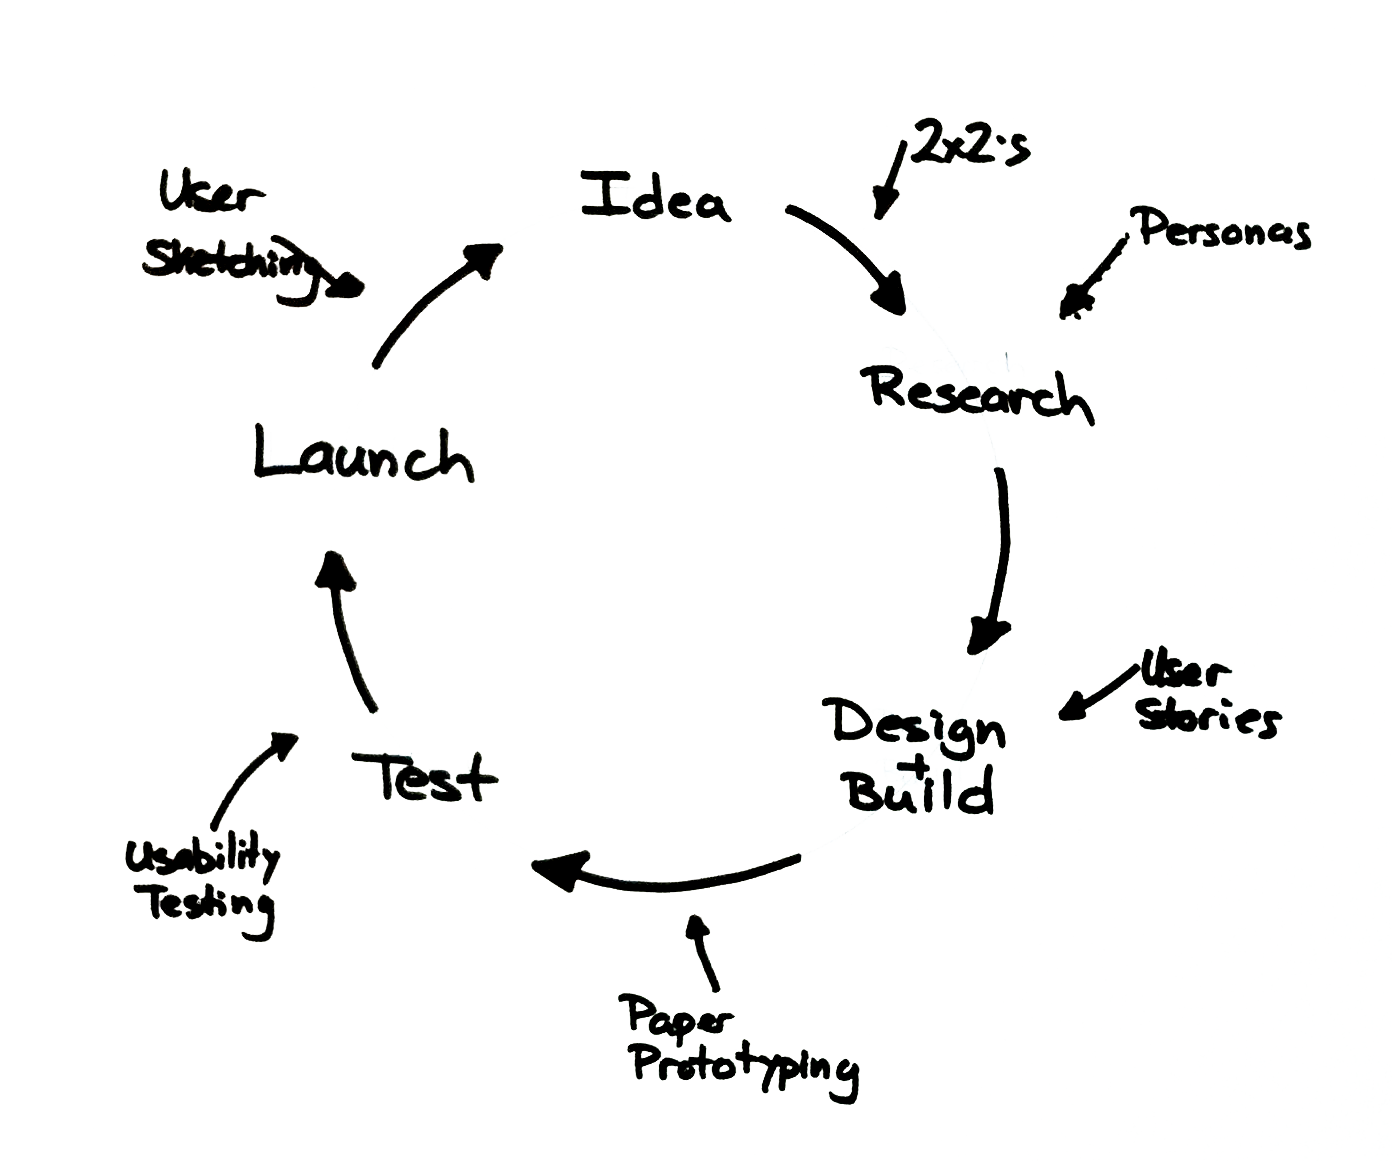 Idea
2x2's
Personas
Research
User
Stories
Design
+
Build
Paper
Prototyping
Test
Usability
Testing
Launch
User
Sketching